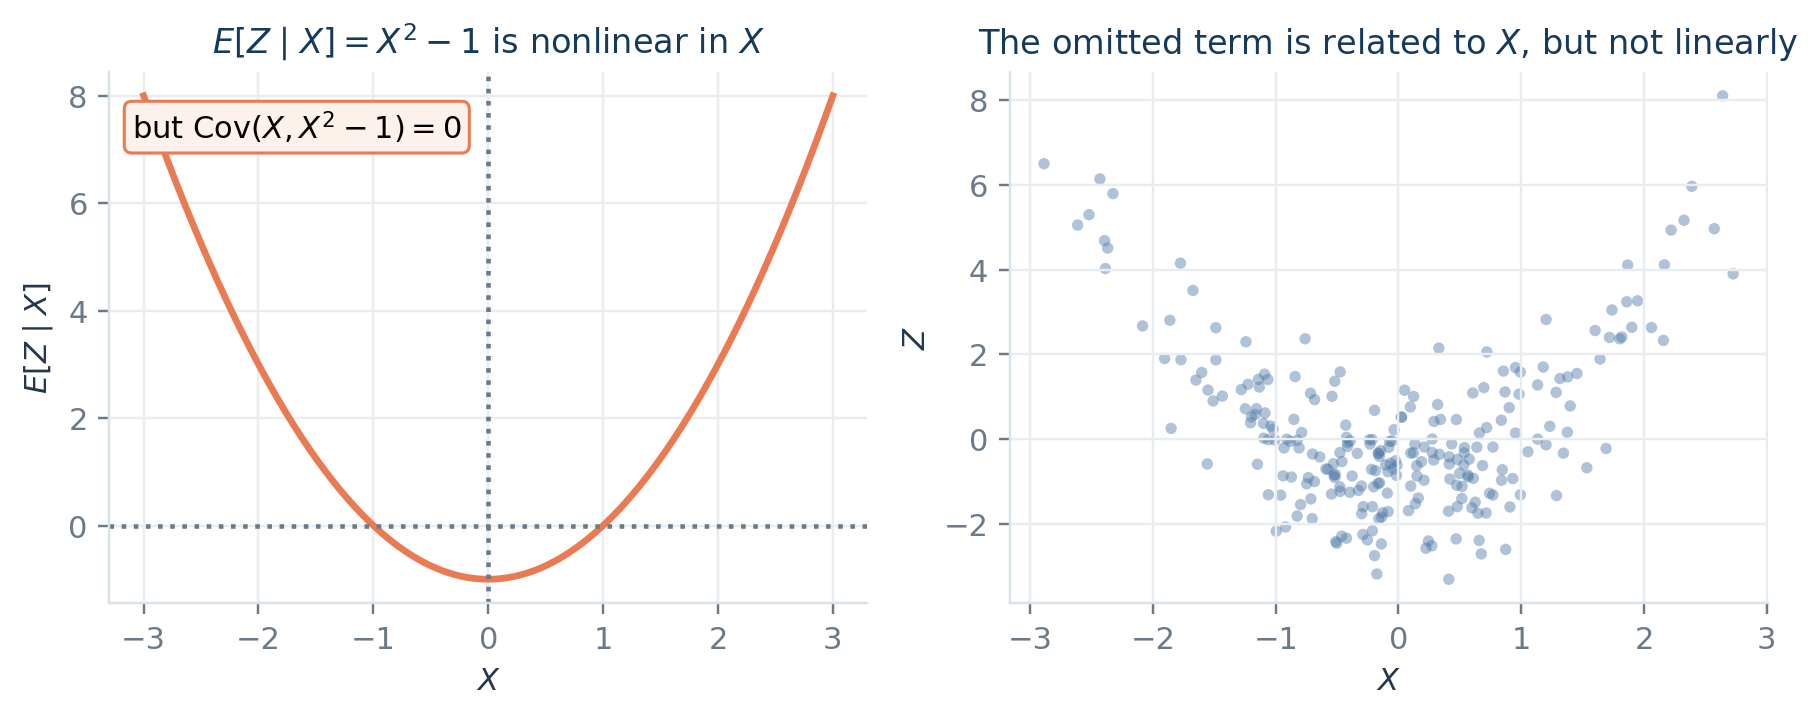 E[Z | X] = X² − 1 is nonlinear in X
but Cov(X, X² − 1) = 0
8
6
4
2
0
E[Z | X]
−3 −2 −1 0 1 2 3
X
The omitted term is related to X, but not linearly
8
6
4
2
0
−2
Z
−3 −2 −1 0 1 2 3
X